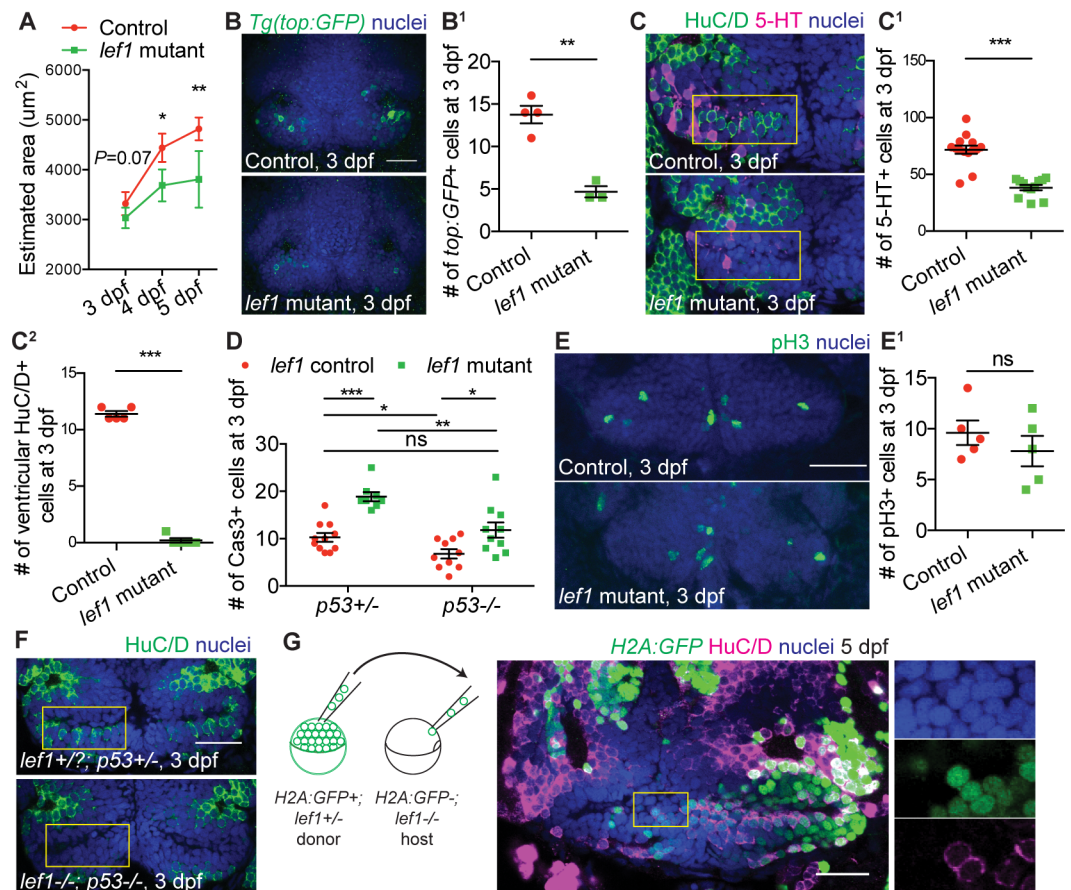 A
Control
lef1 mutant
Estimated area (um²)
6000
5000
4000
3000
2000
P=0.07
*
**
3 dpf
4 dpf
5 dpf
B
Tg(top:GFP) nuclei
Control, 3 dpf
lef1 mutant, 3 dpf
B¹
# of top:GFP+ cells at 3 dpf
20
15
10
5
0
**
Control
lef1 mutant
C
HuC/D 5-HT nuclei
Control, 3 dpf
lef1 mutant, 3 dpf
C¹
# of 5-HT+ cells at 3 dpf
150
100
50
0
***
Control
lef1 mutant
C²
# of ventricular HuC/D+
cells at 3 dpf
15
10
5
0
***
Control
lef1 mutant
D
lef1 control
lef1 mutant
# of Cas3+ cells at 3 dpf
30
20
10
0
***
*
*
**
ns
p53+/-
p53-/-
E
pH3 nuclei
Control, 3 dpf
lef1 mutant, 3 dpf
E¹
# of pH3+ cells at 3 dpf
20
15
10
5
0
ns
Control
lef1 mutant
F
HuC/D nuclei
lef1+/?; p53+/-, 3 dpf
lef1-/-; p53-/-, 3 dpf
G
H2A:GFP+;
lef1+/-
donor
H2A:GFP-;
lef1-/-
host
H2A:GFP HuC/D nuclei 5 dpf